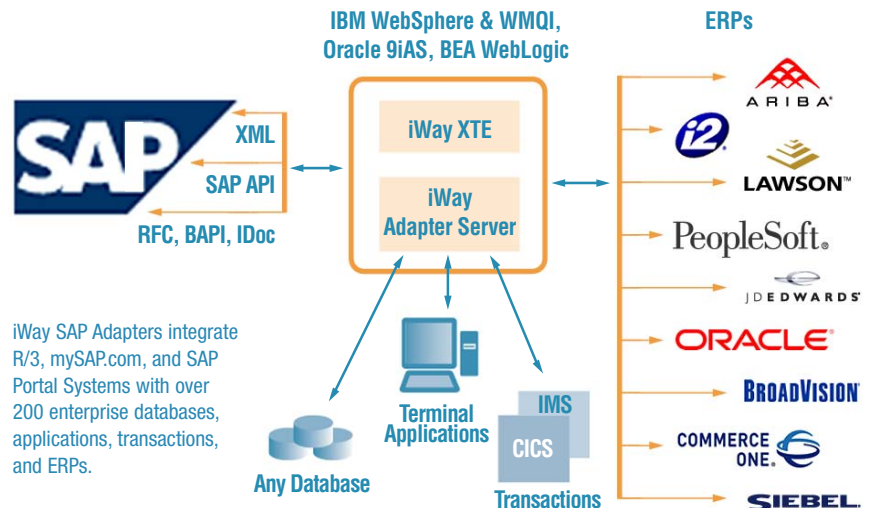 IBM WebSphere & WMQI,
Oracle 9iAS, BEA WebLogic
ERPs
SAP
XML
SAP API
RFC, BAPI, IDoc
iWay XTE
iWay
Adapter Server
ARIBA®
i2®
LAWSON™
PeopleSoft®
JDEDWARDS®
ORACLE®
BROADVISION®
COMMERCE
ONE®
SIEBEL
iWay SAP Adapters integrate
R/3, mySAP.com, and SAP
Portal Systems with over
200 enterprise databases,
applications, transactions,
and ERPs.
Any Database
Terminal
Applications
IMS
CICS
Transactions